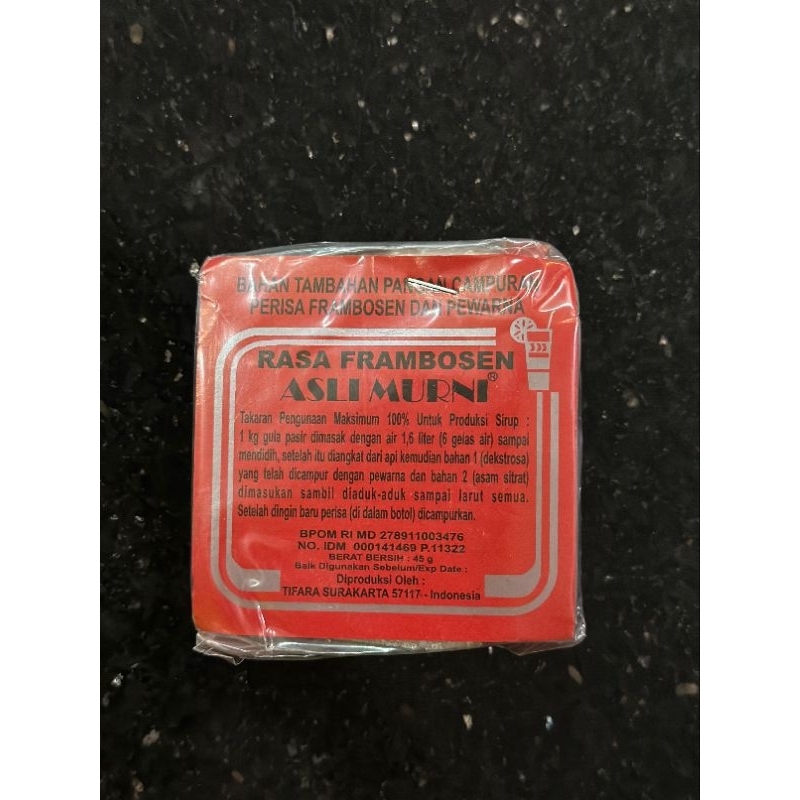 BAHAN TAMBAHAN PANGAN CAMPURAN
PERISA FRAMBOSEN DAN PEWARNA
RASA FRAMBOSEN
ASLI MURNI®
Takaran Pengunaan Maksimum 100% Untuk Produksi Sirup :
1 kg gula pasir dimasak dengan air 1,6 liter (6 gelas air) sampai
mendidih, setelah itu diangkat dari api kemudian bahan 1 (dekstrosa)
yang telah dicampur dengan pewarna dan bahan 2 (asam sitrat)
dimasukan sambil diaduk-aduk sampai larut semua.
Setelah dingin baru perisa (di dalam botol) dicampurkan.
BPOM RI MD 278911003476
NO. IDM 000141469 P.11322
BERAT BERSIH : 45 g
Baik Digunakan Sebelum/Exp Date :
Diproduksi Oleh :
TIFARA SURAKARTA 57117 - Indonesia